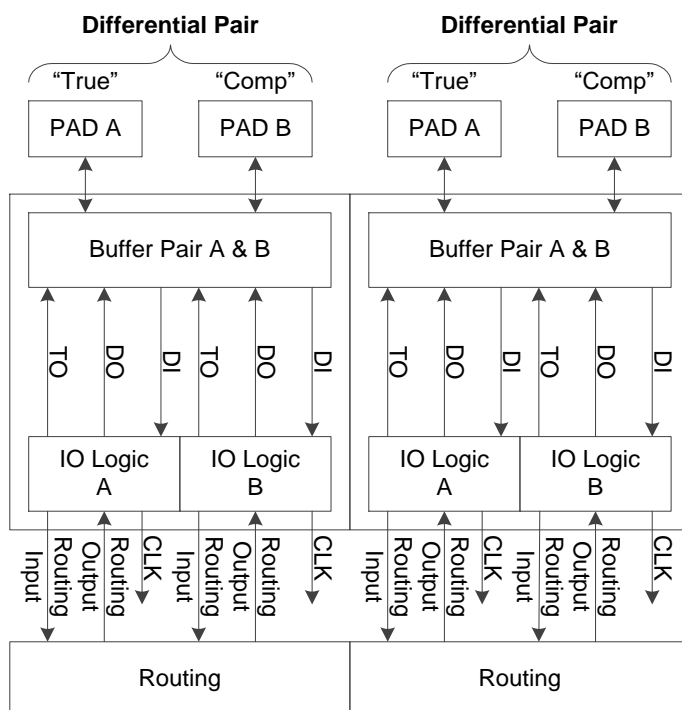 Differential Pair Differential Pair
“True” “Comp” “True” “Comp”
PAD A PAD B PAD A PAD B
Buffer Pair A & B Buffer Pair A & B
TO DO DI TO DO DI TO DO DI TO DO DI
IO Logic A IO Logic B IO Logic A IO Logic B
Routing Input Routing Output CLK Routing Input Routing Output CLK Routing Input Routing Output CLK Routing Input Routing Output CLK
Routing Routing